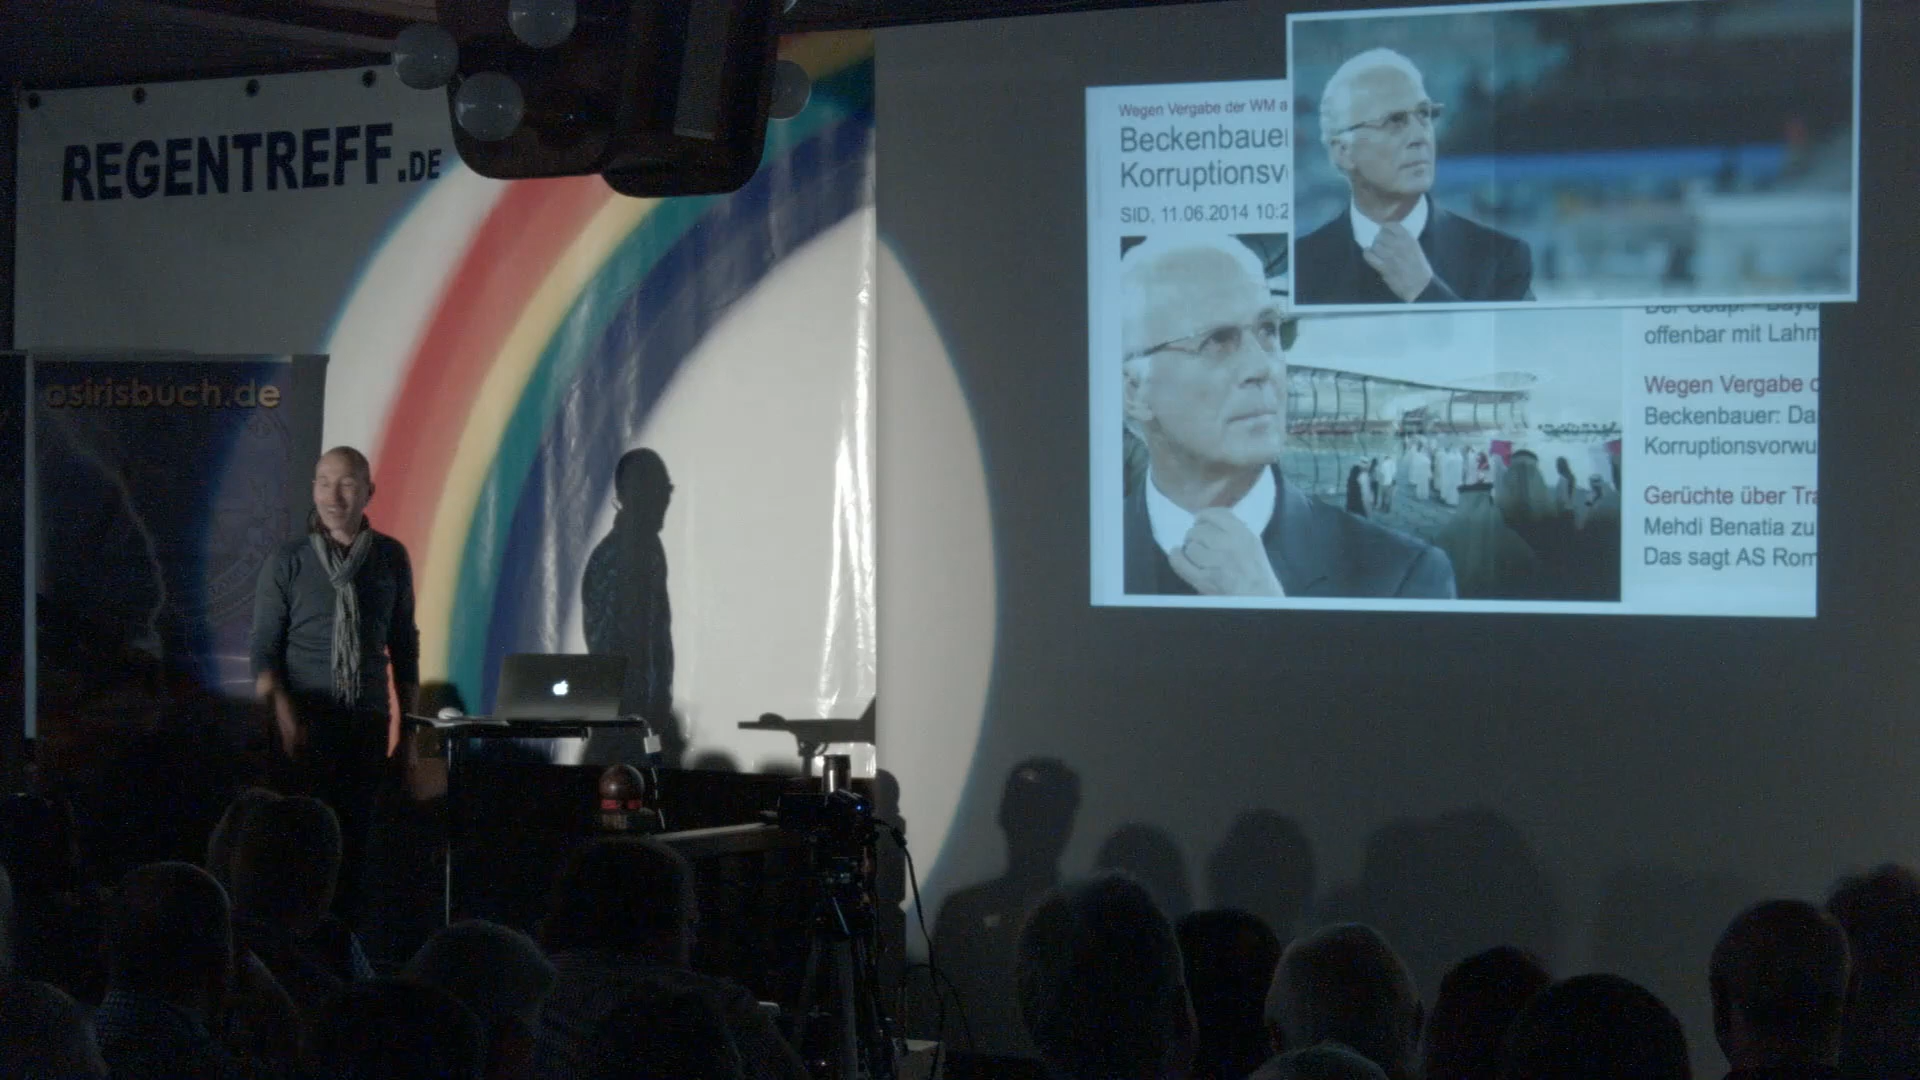 REGENTREFF.DE
osirisbuch.de
Wegen Vergabe der WM a
Beckenbauer
Korruptionsv
SID, 11.06.2014 10:2
offenbar mit Lahm
Wegen Vergabe d
Beckenbauer: Da
Korruptionsvorwu
Gerüchte über Tra
Mehdi Benatia zu
Das sagt AS Rom